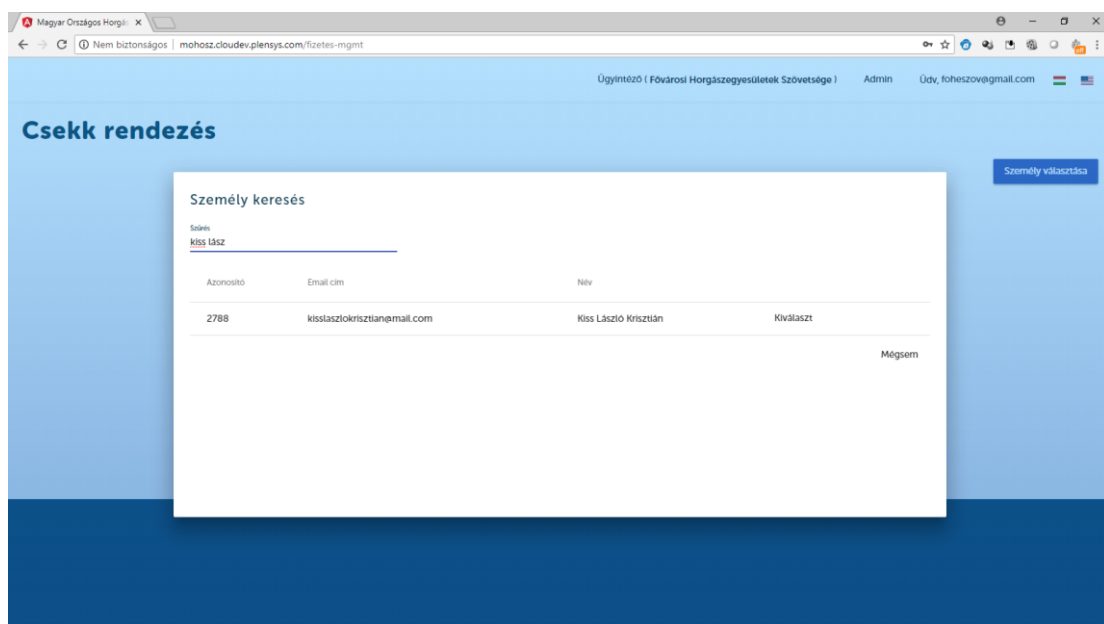 Magyar Országos Horgá
Nem biztonságos | mohosz.cloudev.plensys.com/fizetes-mgmt
off
Ügyintéző ( Fővárosi Horgászegyesületek Szövetsége ) Admin Üdv, foheszov@gmail.com
Csekk rendezés
Személy választása
Személy keresés
Szűrés
kiss lász
Azonosító Email cím Név
2788 kisslaszlokrisztian@mail.com Kiss László Krisztián Kiválaszt
Mégsem